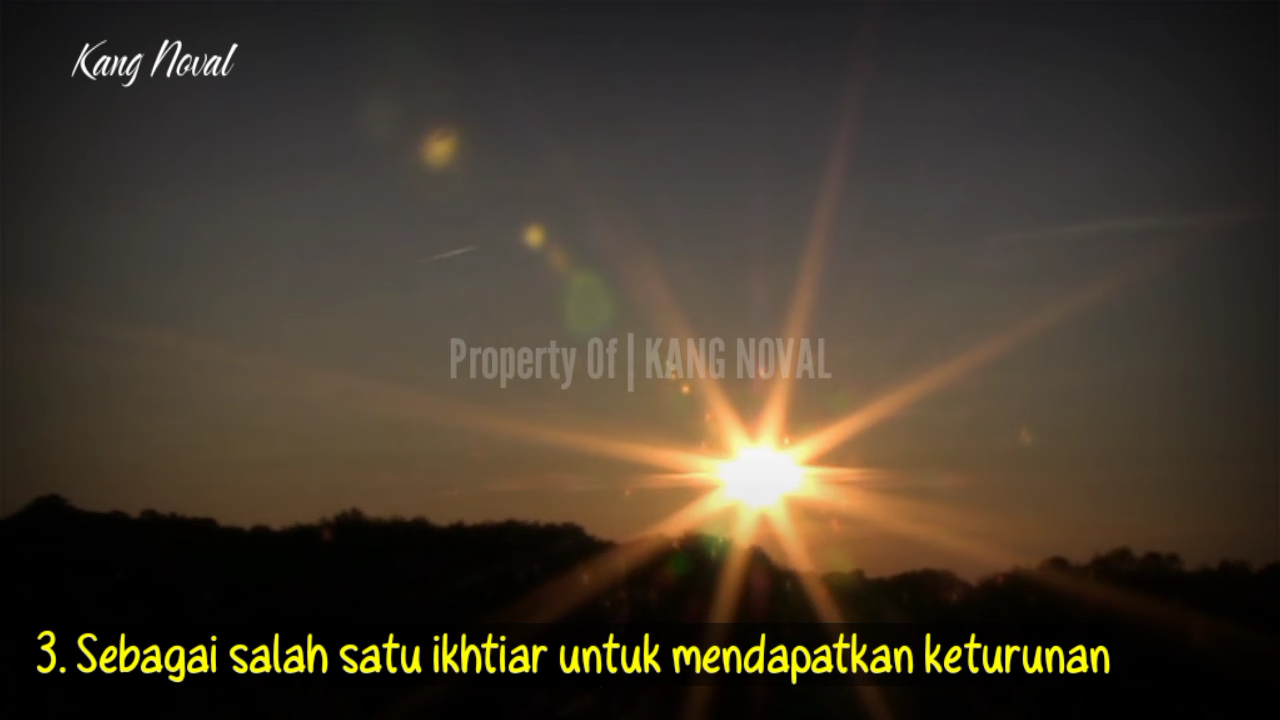 Kang Noval
Property Of | KANG NOVAL
3. Sebagai salah satu ikhtiar untuk mendapatkan keturunan